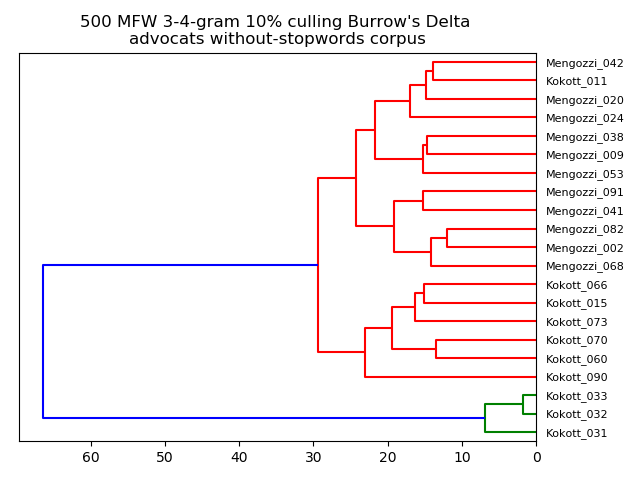 500 MFW 3-4-gram 10% culling Burrow's Delta
advocats without-stopwords corpus
Mengozzi_042
Kokott_011
Mengozzi_020
Mengozzi_024
Mengozzi_038
Mengozzi_009
Mengozzi_053
Mengozzi_091
Mengozzi_041
Mengozzi_082
Mengozzi_002
Mengozzi_068
Kokott_066
Kokott_015
Kokott_073
Kokott_070
Kokott_060
Kokott_090
Kokott_033
Kokott_032
Kokott_031
60 50 40 30 20 10 0